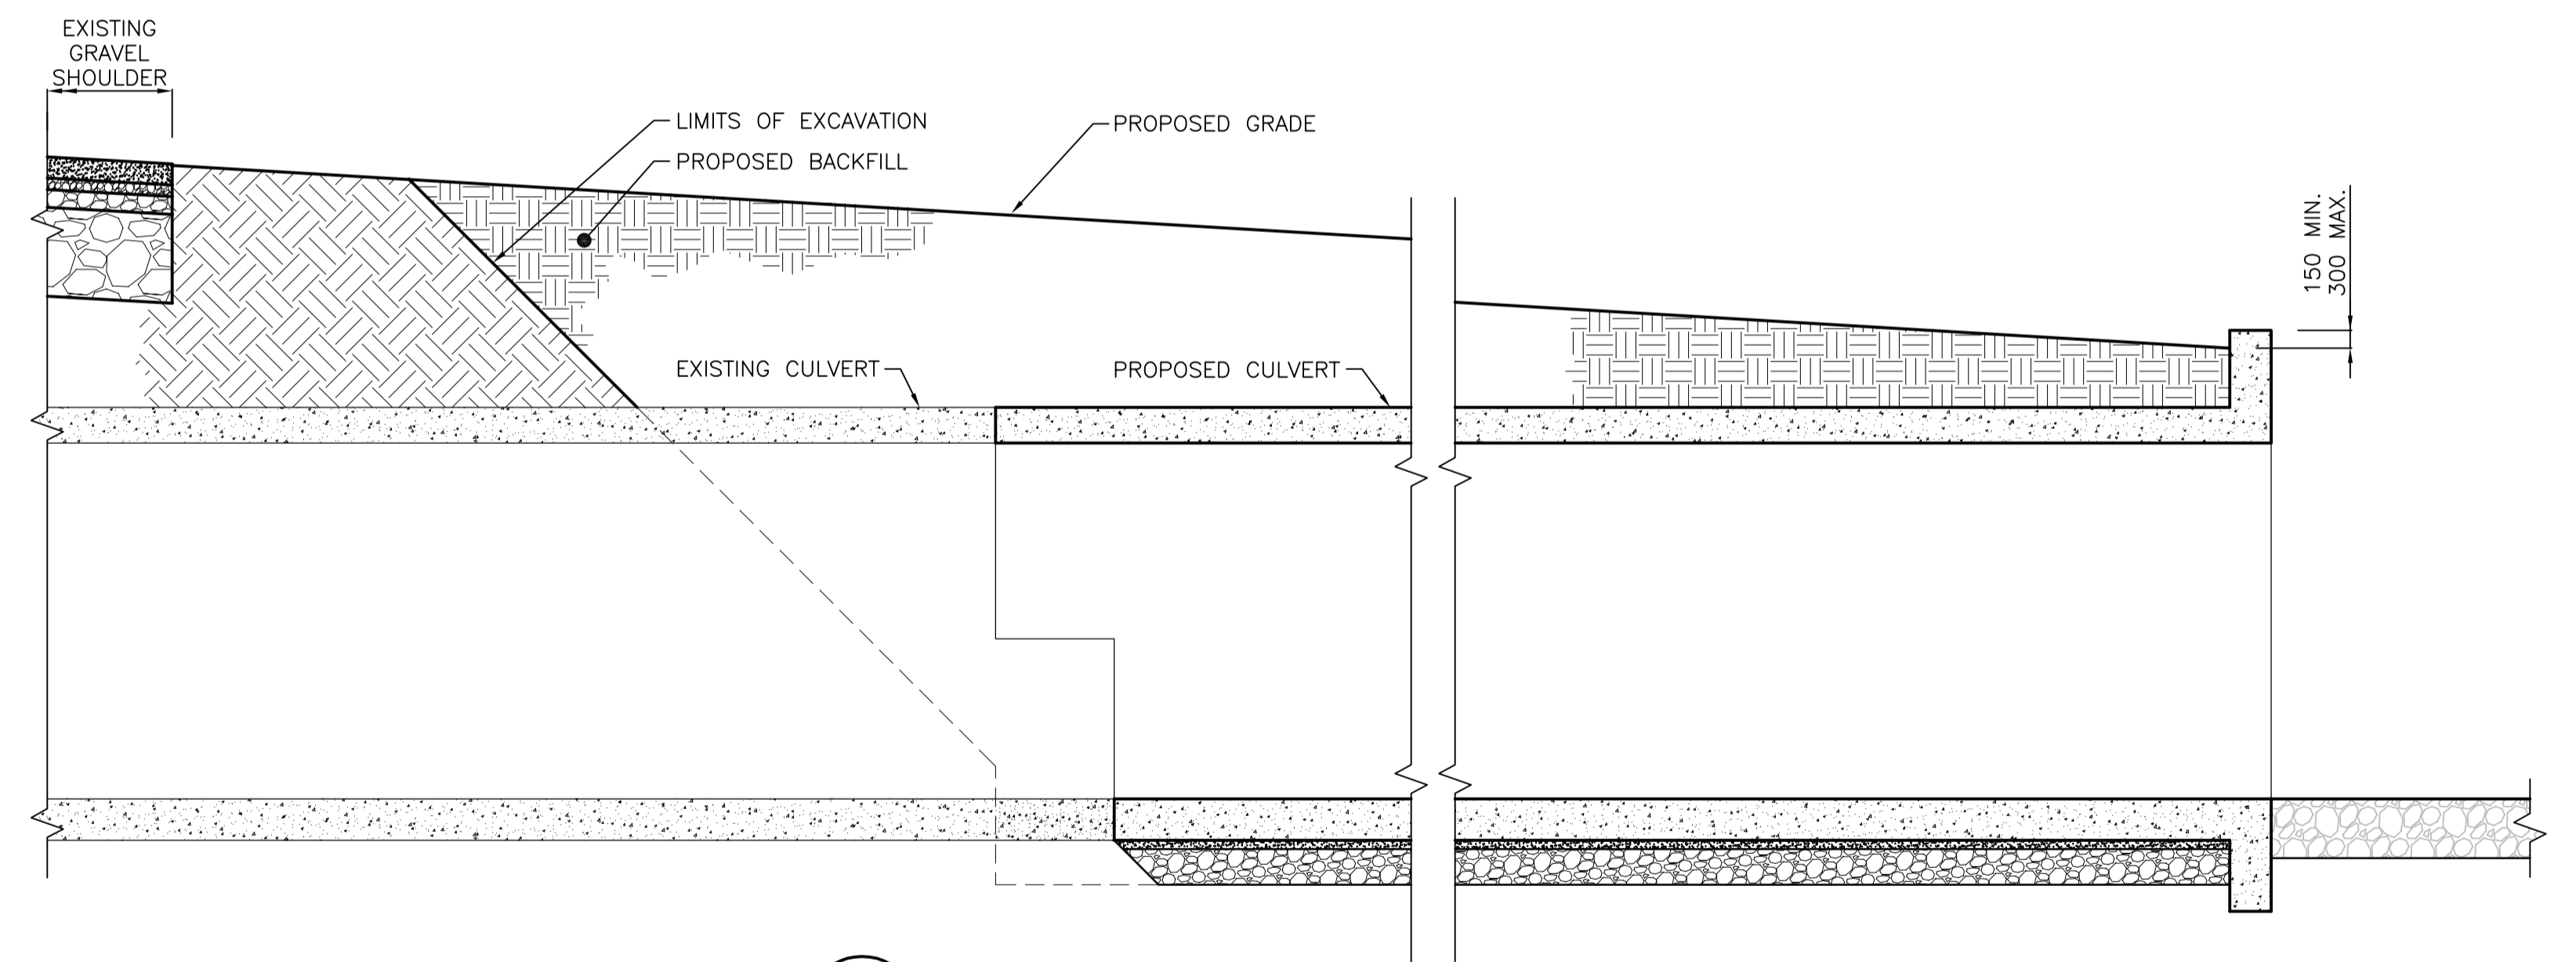 EXISTING
GRAVEL
SHOULDER
LIMITS OF EXCAVATION
PROPOSED BACKFILL
PROPOSED GRADE
150 MIN.
300 MAX.
EXISTING CULVERT
PROPOSED CULVERT